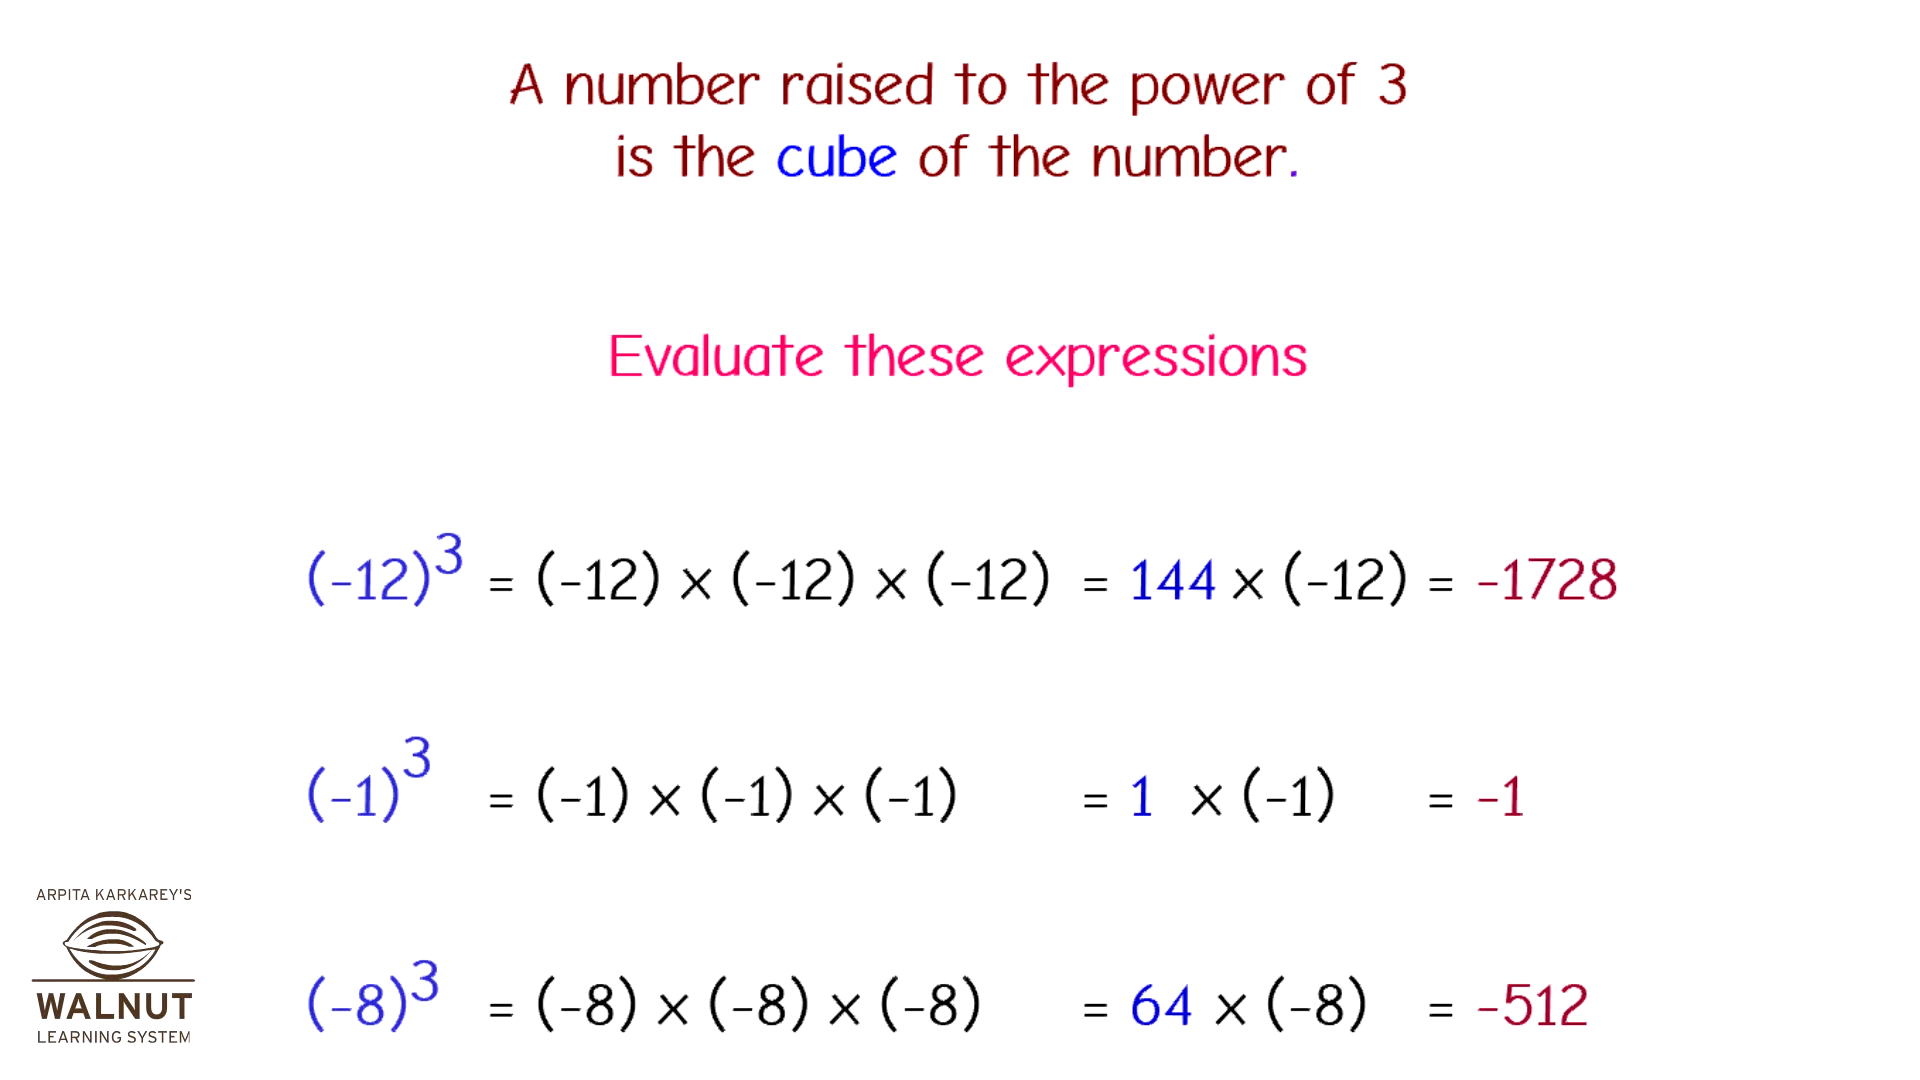 A number raised to the power of 3
is the cube of the number.
Evaluate these expressions
(-12)³ = (-12) × (-12) × (-12) = 144 × (-12) = -1728
(-1)³ = (-1) × (-1) × (-1) = 1 × (-1) = -1
(-8)³ = (-8) × (-8) × (-8) = 64 × (-8) = -512
ARPITA KARKAREY'S
WALNUT
LEARNING SYSTEM